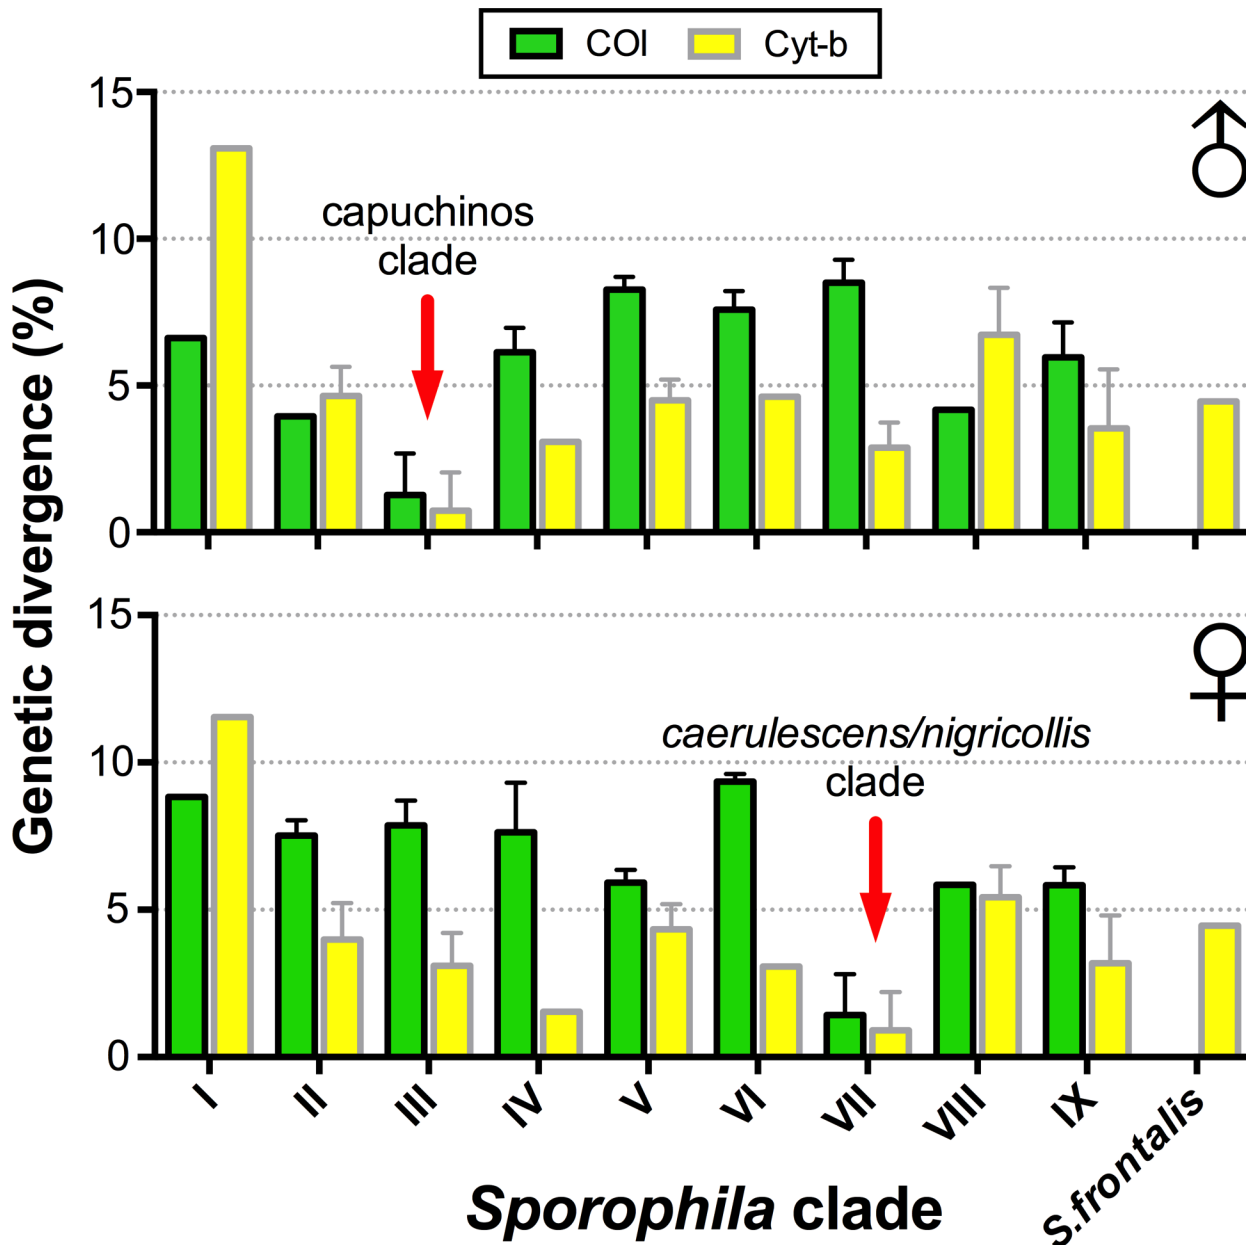 COI Cyt-b
Genetic divergence (%)
15
10
5
0
♂
capuchinos
clade
15
10
5
0
♀
caerulescens/nigricollis
clade
I II III IV V VI VII VIII IX S.frontalis
Sporophila clade